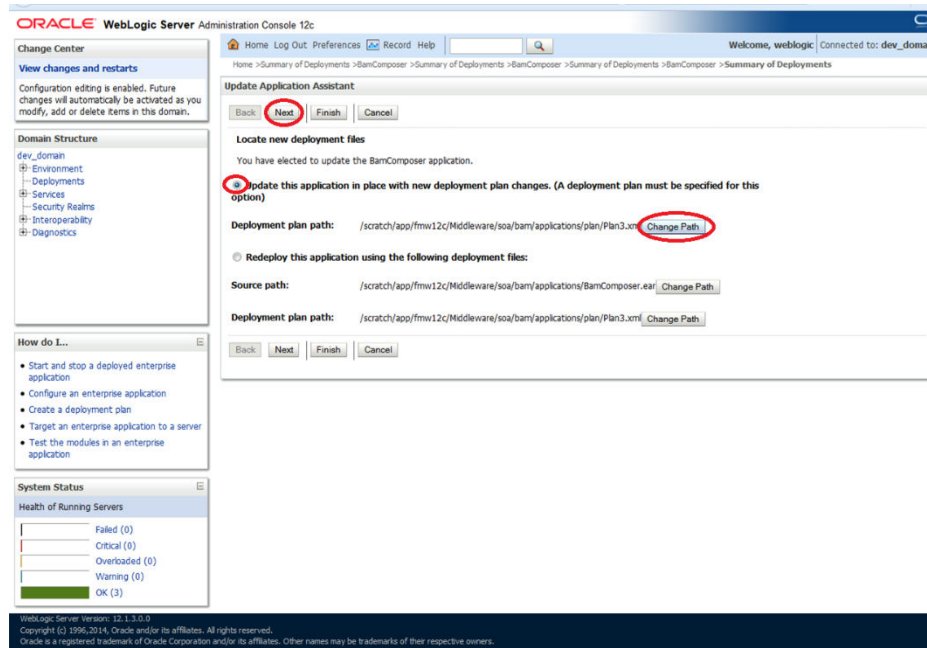 ORACLE WebLogic Server Administration Console 12c
Change Center
View changes and restarts
Configuration editing is enabled. Future
changes will automatically be activated as you
modify, add or delete items in this domain.
Domain Structure
dev_domain
Environment
Deployments
Services
Security Realms
Interoperability
Diagnostics
How do I...
Start and stop a deployed enterprise
application
Configure an enterprise application
Create a deployment plan
Target an enterprise application to a server
Test the modules in an enterprise
application
System Status
Health of Running Servers
Failed (0)
Critical (0)
Overloaded (0)
Warning (0)
OK (3)
Home Log Out Preferences Record Help
Welcome, weblogic Connected to: dev_doma
Home >Summary of Deployments >BamComposer >Summary of Deployments >BamComposer >Summary of Deployments >BamComposer >Summary of Deployments
Update Application Assistant
Back Next Finish Cancel
Locate new deployment files
You have elected to update the BamComposer application.
Update this application in place with new deployment plan changes. (A deployment plan must be specified for this
option)
Deployment plan path: /scratch/app/fmw12c/Middleware/soa/bam/applications/plan/Plan3.xml Change Path
Redeploy this application using the following deployment files:
Source path: /scratch/app/fmw12c/Middleware/soa/bam/applications/BamComposer.ear Change Path
Deployment plan path: /scratch/app/fmw12c/Middleware/soa/bam/applications/plan/Plan3.xml Change Path
Back Next Finish Cancel
WebLogic Server Version: 12.1.3.0.0
Copyright (c) 1996,2014, Oracle and/or its affiliates. All rights reserved.
Oracle is a registered trademark of Oracle Corporation and/or its affiliates. Other names may be trademarks of their respective owners.